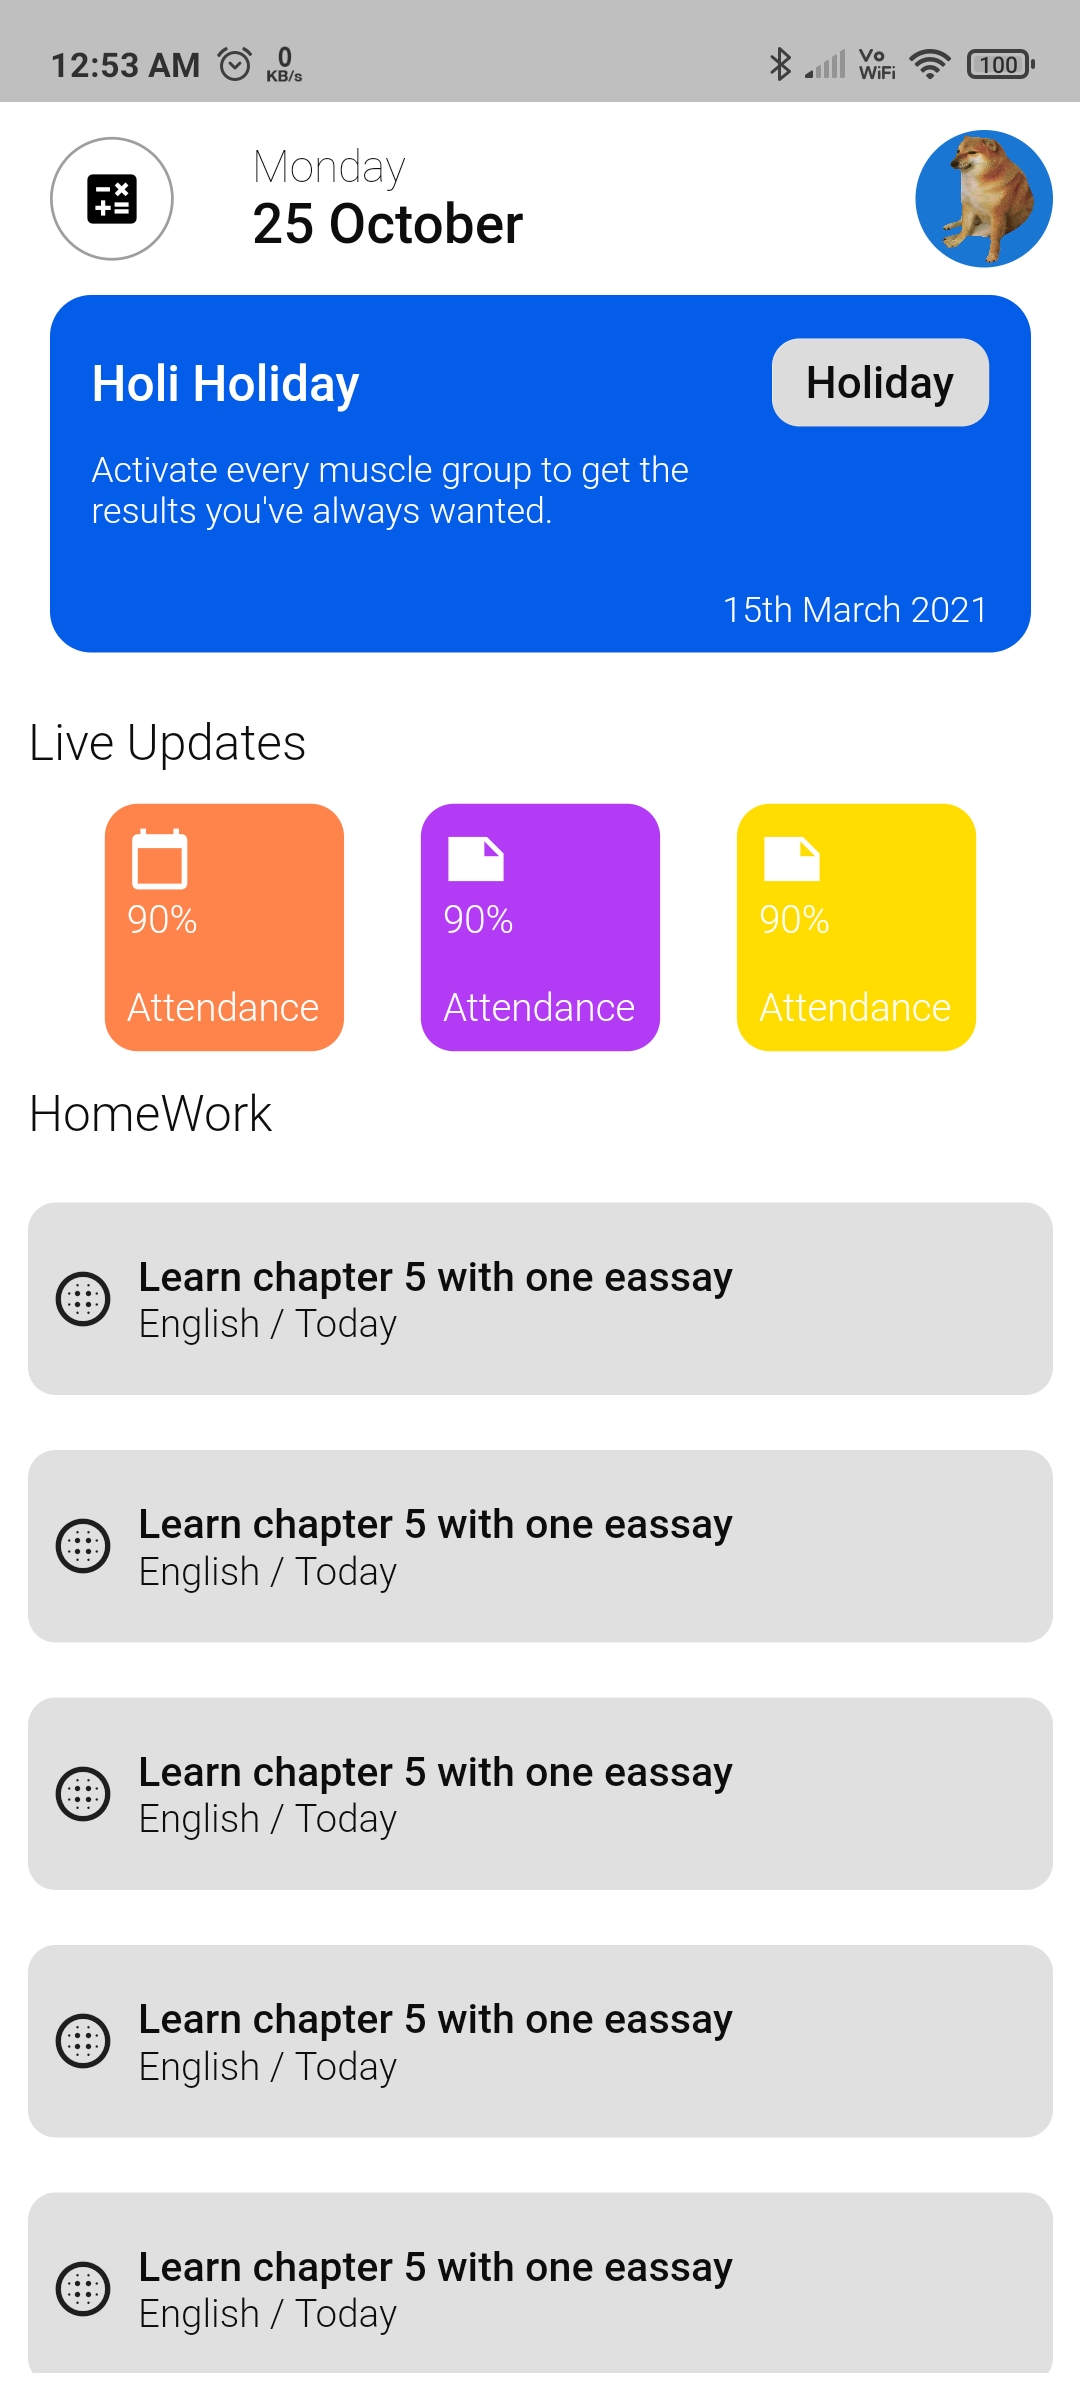 12:53 AM 0 KB/s Vo WiFi 100
Monday
25 October
Holi Holiday
Holiday
Activate every muscle group to get the
results you've always wanted.
15th March 2021
Live Updates
90% 90% 90%
Attendance Attendance Attendance
HomeWork
Learn chapter 5 with one eassay
English / Today
Learn chapter 5 with one eassay
English / Today
Learn chapter 5 with one eassay
English / Today
Learn chapter 5 with one eassay
English / Today
Learn chapter 5 with one eassay
English / Today